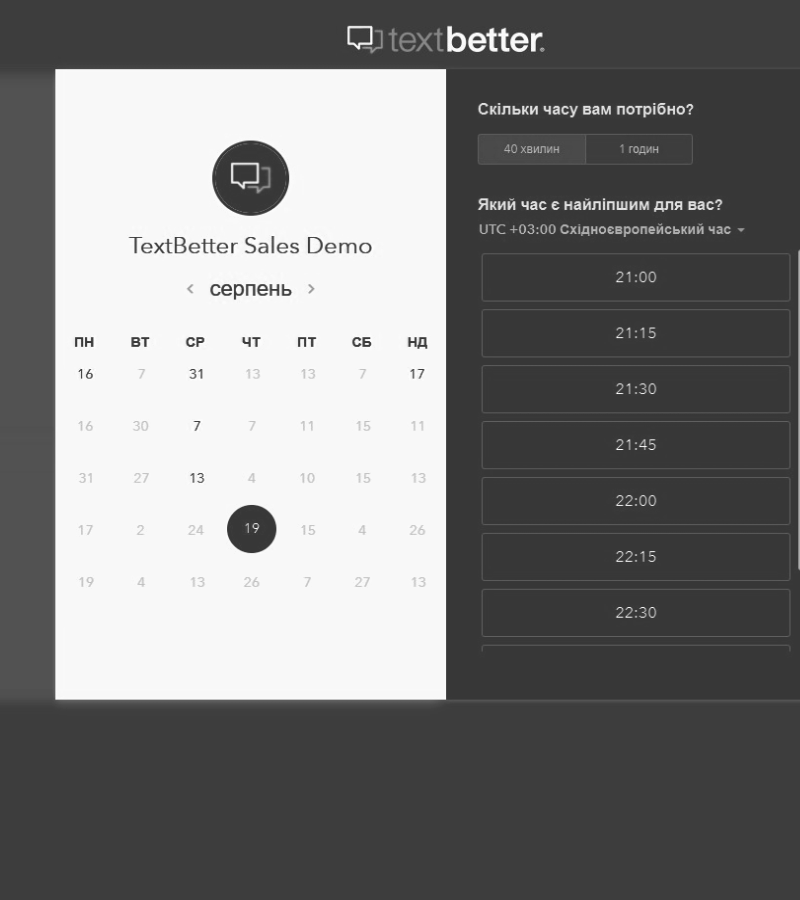 textbetter.
TextBetter Sales Demo
серпень
ПН ВТ СР ЧТ ПТ СБ НД
16 7 31 13 13 7 17
16 30 7 7 11 15 11
31 27 13 4 10 15 13
17 2 24 19 15 4 26
19 4 13 26 7 27 13
Скільки часу вам потрібно?
40 хвилин 1 годин
Який час є найліпшим для вас?
UTC +03:00 Східноєвропейський час
21:00
21:15
21:30
21:45
22:00
22:15
22:30